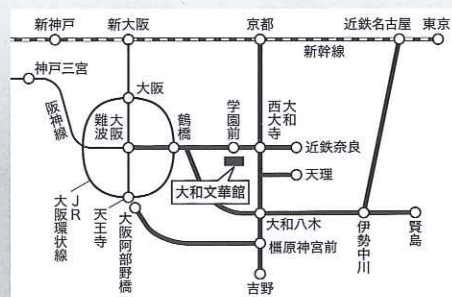 新神戸
新大阪
京都
近鉄名古屋
東京
新幹線
神戸三宮
大阪
阪神線
大阪難波
鶴橋
学園前
大和西大寺
近鉄奈良
天理
大和文華館
JR大阪環状線
天王寺
大阪阿部野橋
大和八木
橿原神宮前
吉野
伊勢中川
賢島